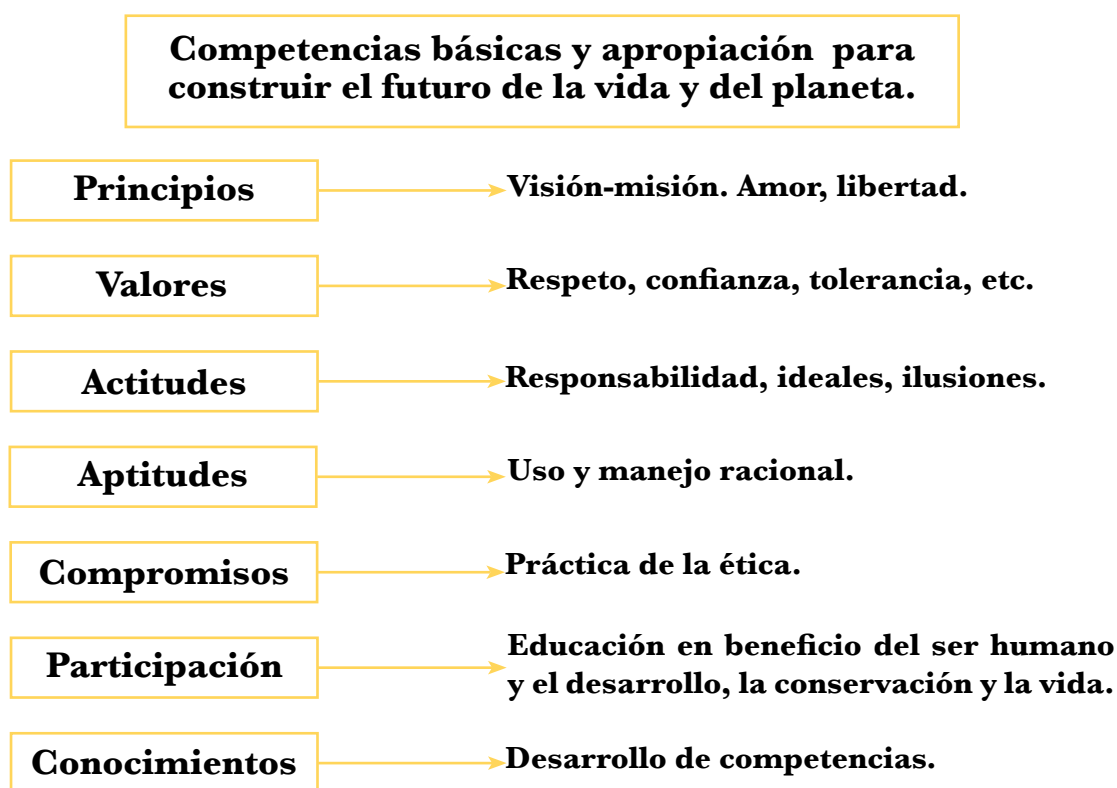 Competencias básicas y apropiación para
construir el futuro de la vida y del planeta.
Principios
Visión-misión. Amor, libertad.
Valores
Respeto, confianza, tolerancia, etc.
Actitudes
Responsabilidad, ideales, ilusiones.
Aptitudes
Uso y manejo racional.
Compromisos
Práctica de la ética.
Participación
Educación en beneficio del ser humano
y el desarrollo, la conservación y la vida.
Conocimientos
Desarrollo de competencias.